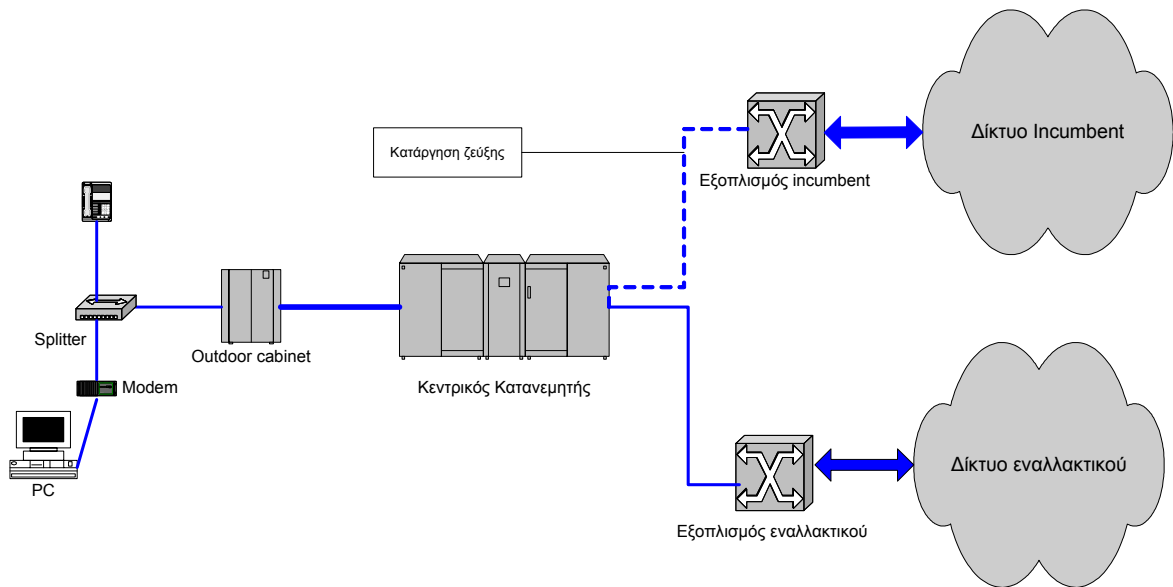 Δίκτυο Incumbent
Κατάργηση ζεύξης
Εξοπλισμός incumbent
Splitter
Outdoor cabinet
Modem
Κεντρικός Κατανεμητής
PC
Δίκτυο εναλλακτικού
Εξοπλισμός εναλλακτικού